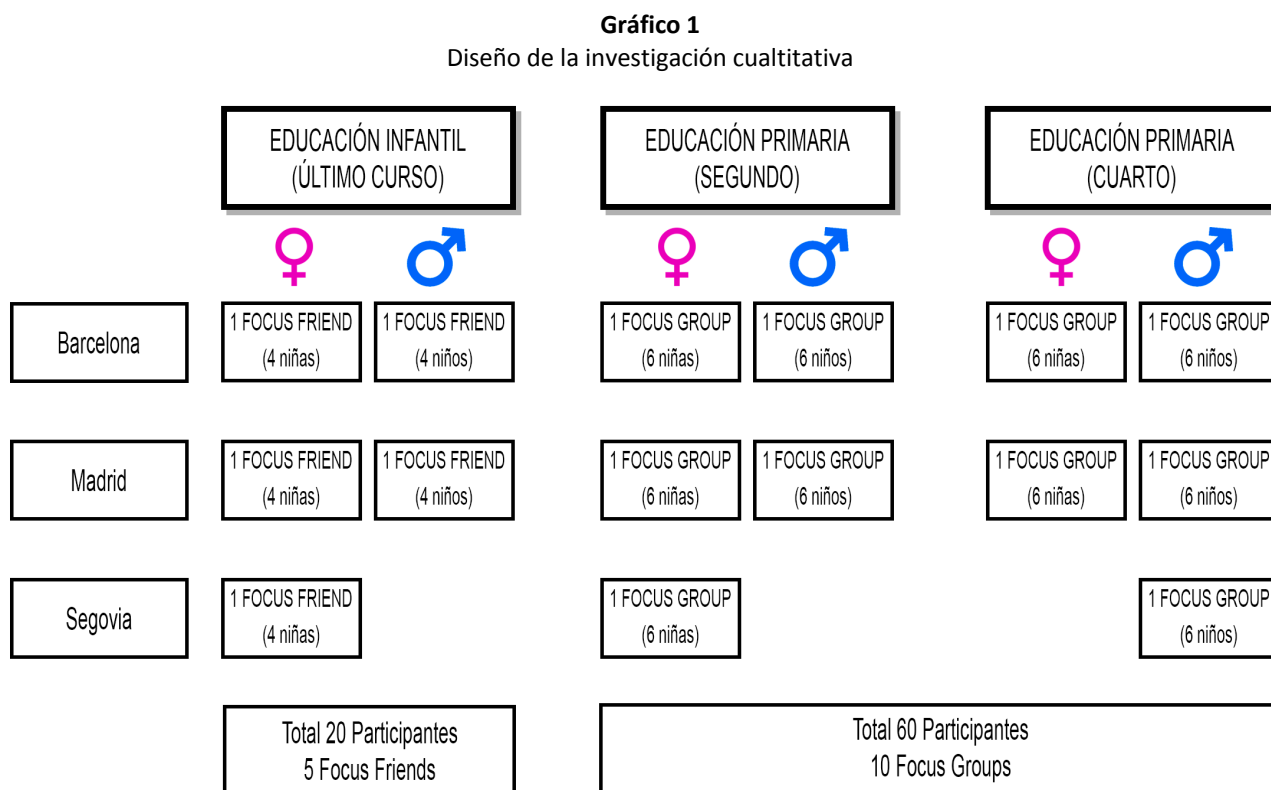 Gráfico 1
Diseño de la investigación cualtitativa
EDUCACIÓN INFANTIL
(ÚLTIMO CURSO)
EDUCACIÓN PRIMARIA
(SEGUNDO)
EDUCACIÓN PRIMARIA
(CUARTO)
Barcelona
1 FOCUS FRIEND
(4 niñas)
1 FOCUS FRIEND
(4 niños)
1 FOCUS GROUP
(6 niñas)
1 FOCUS GROUP
(6 niños)
1 FOCUS GROUP
(6 niñas)
1 FOCUS GROUP
(6 niños)
Madrid
1 FOCUS FRIEND
(4 niñas)
1 FOCUS FRIEND
(4 niños)
1 FOCUS GROUP
(6 niñas)
1 FOCUS GROUP
(6 niños)
1 FOCUS GROUP
(6 niñas)
1 FOCUS GROUP
(6 niños)
Segovia
1 FOCUS FRIEND
(4 niñas)
1 FOCUS GROUP
(6 niñas)
1 FOCUS GROUP
(6 niños)
Total 20 Participantes
5 Focus Friends
Total 60 Participantes
10 Focus Groups